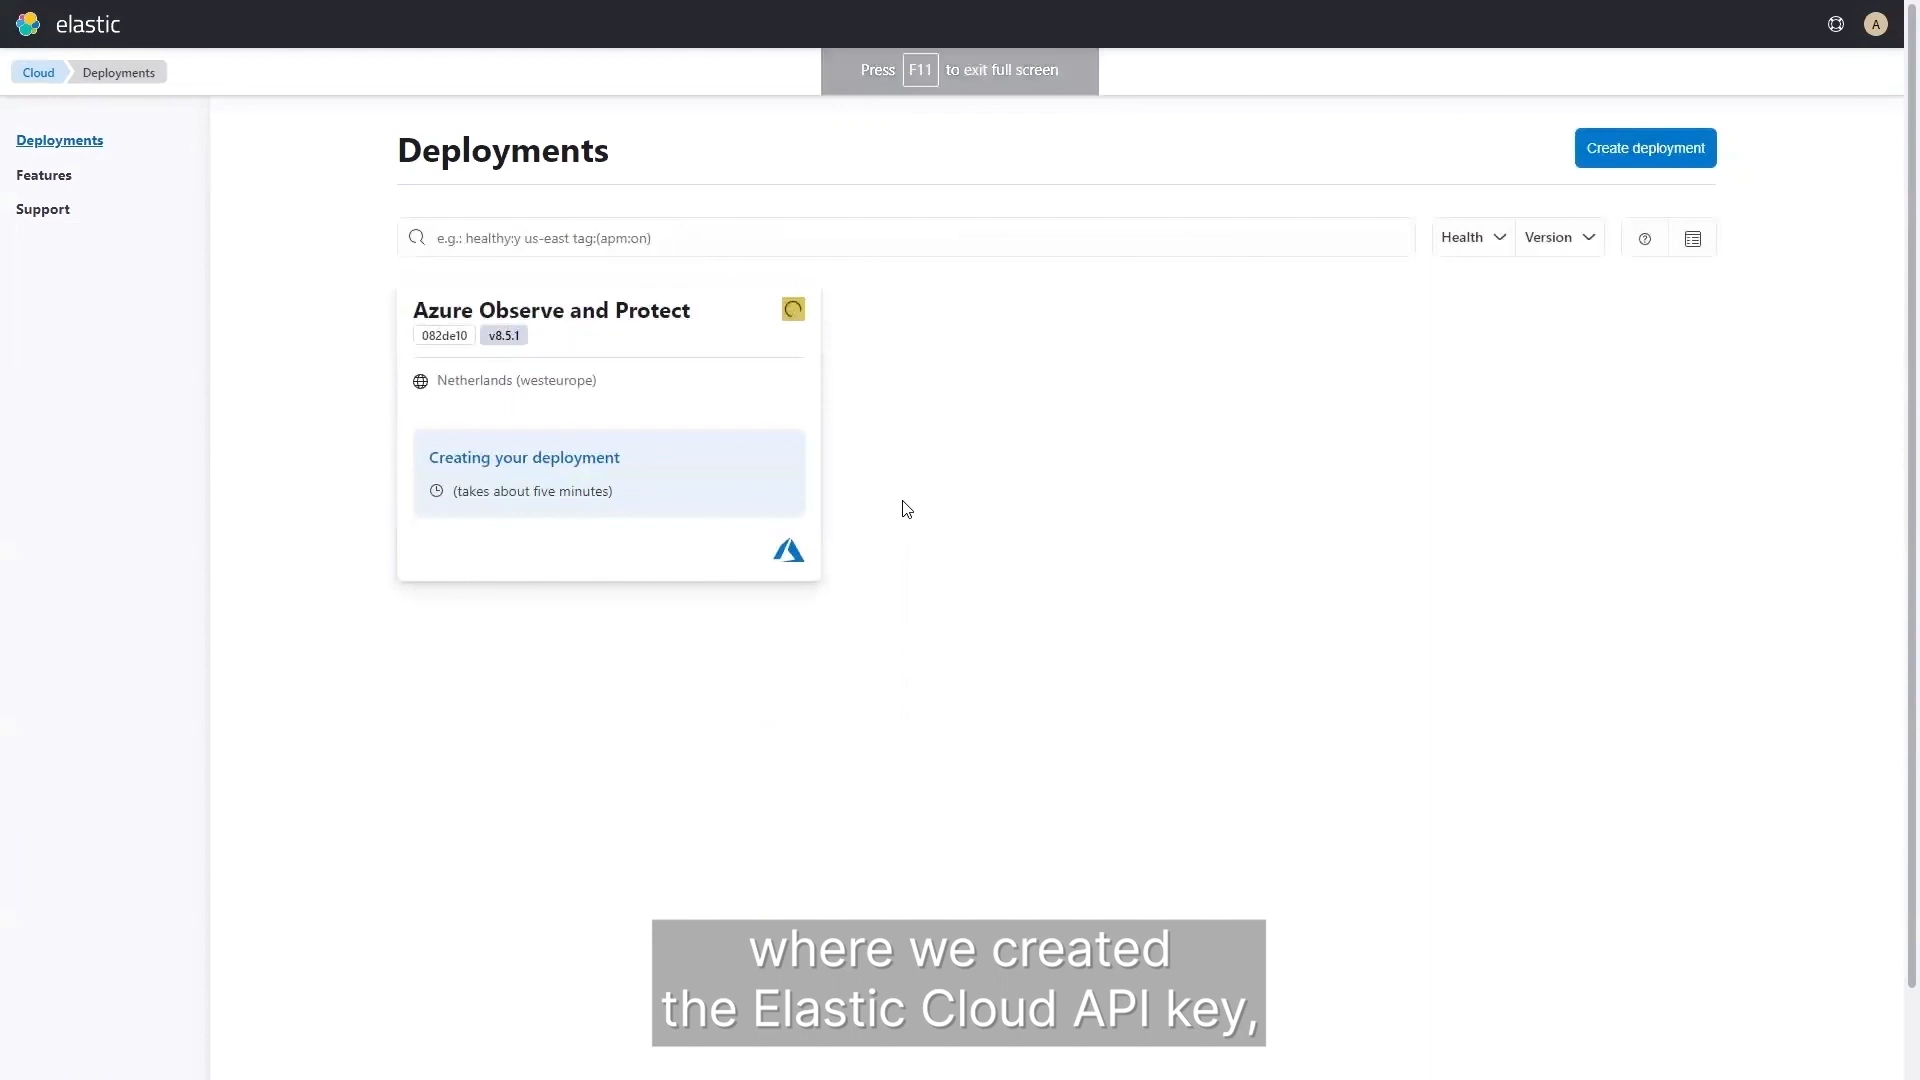 elastic
A
Cloud
Deployments
Press F11 to exit full screen
Deployments
Features
Support
Deployments
Create deployment
e.g.: healthy:y us-east tag:(apm:on)
Health
Version
Azure Observe and Protect
082de10
v8.5.1
Netherlands (westeurope)
Creating your deployment
(takes about five minutes)
where we created
the Elastic Cloud API key,